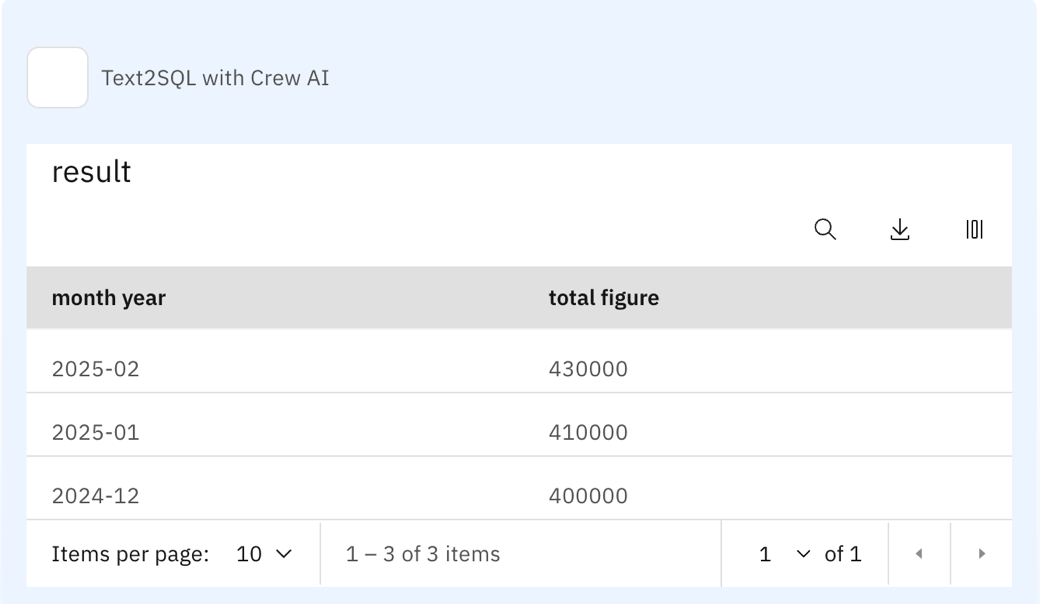 Text2SQL with Crew AI
result
month year total figure
2025-02 430000
2025-01 410000
2024-12 400000
Items per page: 10 1 – 3 of 3 items 1 of 1